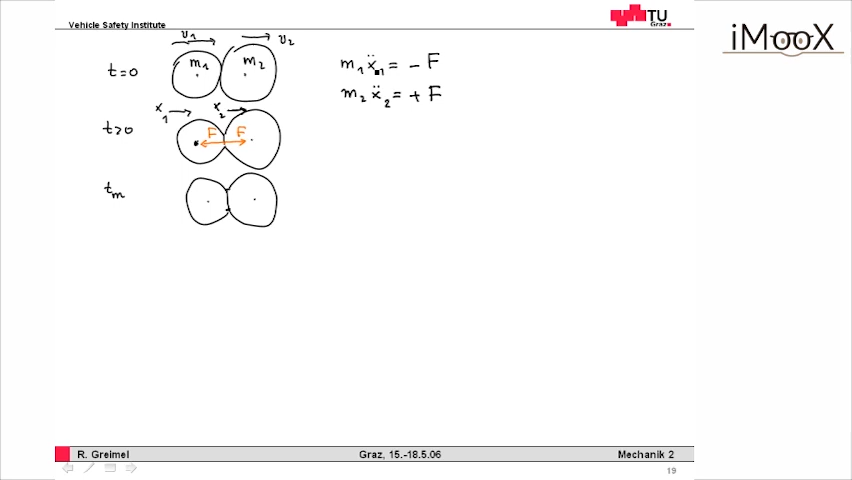 Vehicle Safety Institute
TU
Graz
iMooX
v₁ v₂
t=0 m₁ m₂
m₁ẍ₁ = − F
m₂ẍ₂ = + F
x₁ x₂
t>0 F F
tₘ
R. Greimel Graz, 15.-18.5.06 Mechanik 2
19